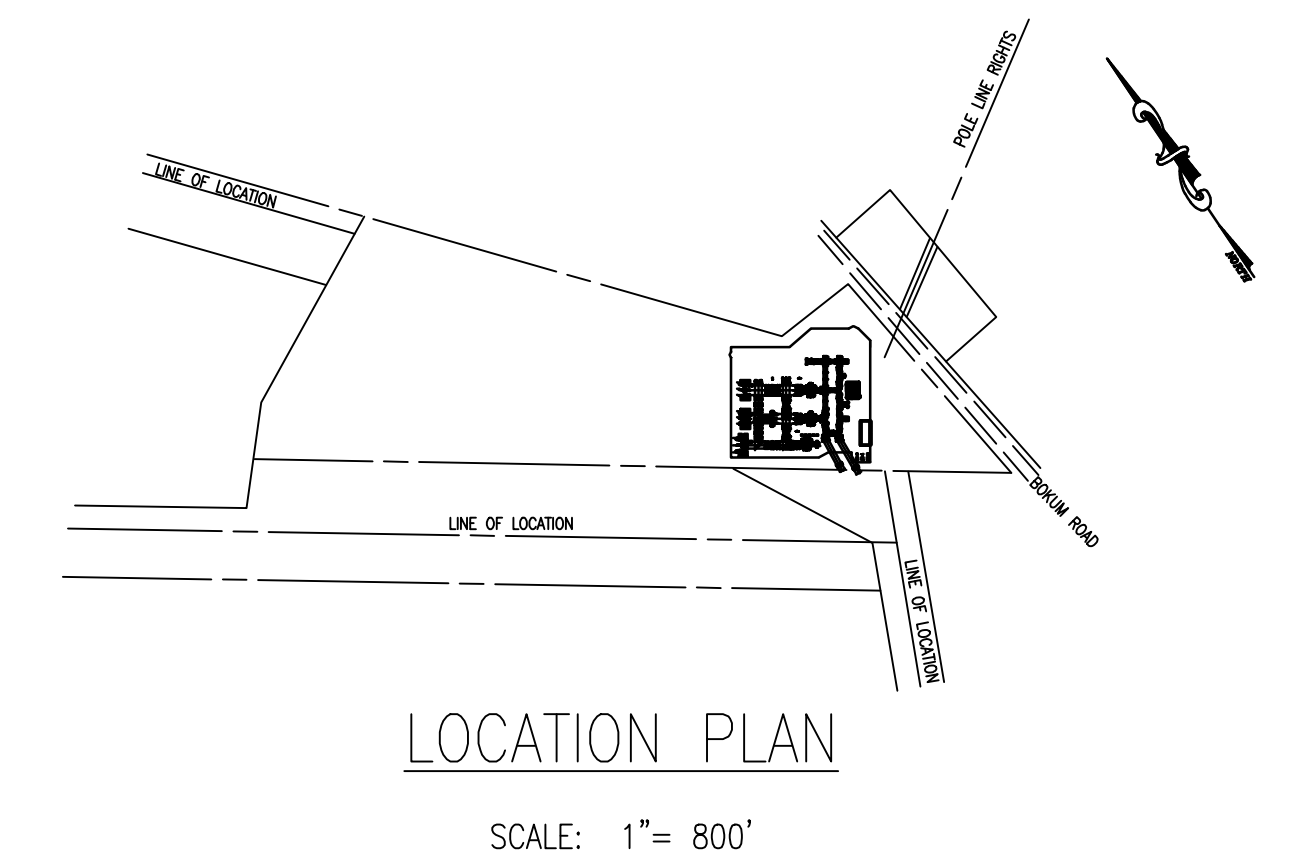 POLE LINE RIGHTS
LINE OF LOCATION
NORTH
BOKUM ROAD
LINE OF LOCATION
LINE OF LOCATION
LOCATION PLAN
SCALE: 1"= 800'